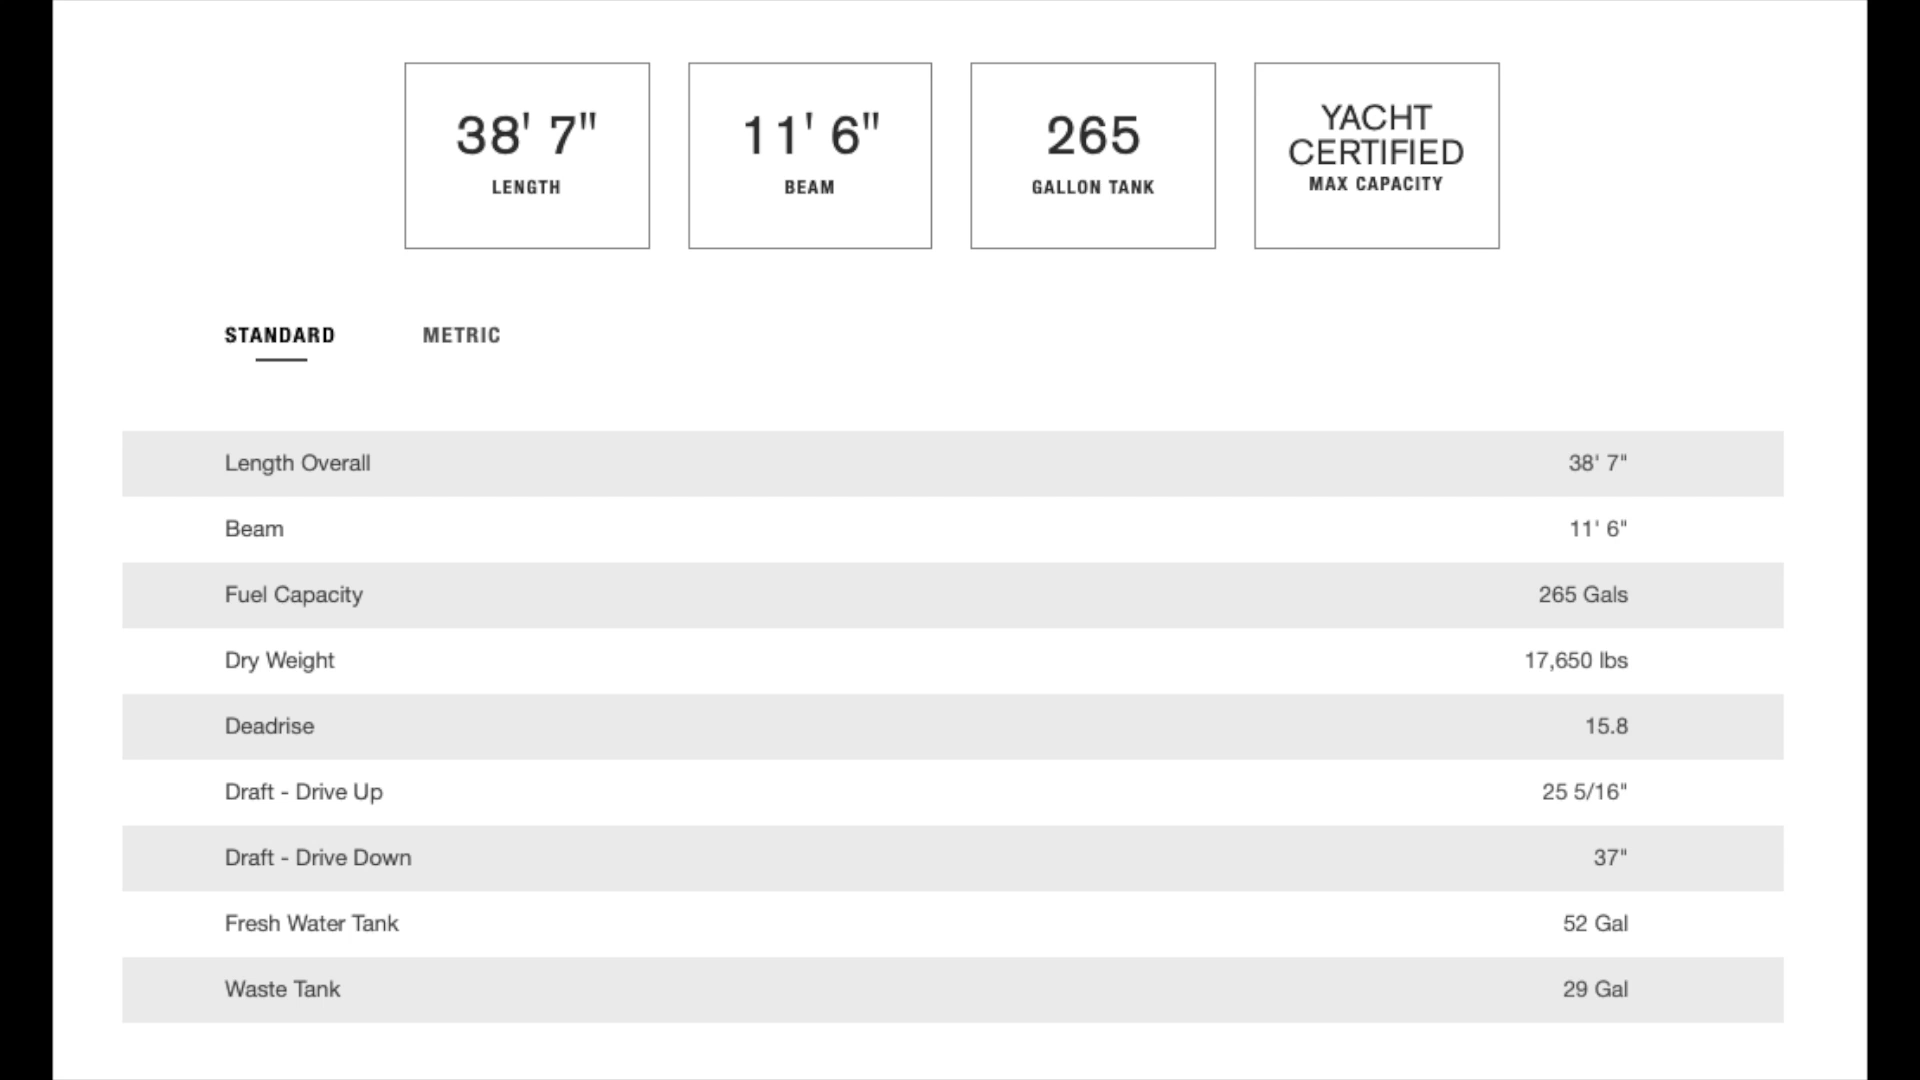 38' 7"
LENGTH
11' 6"
BEAM
265
GALLON TANK
YACHT
CERTIFIED
MAX CAPACITY
STANDARD METRIC
Length Overall 38' 7"
Beam 11' 6"
Fuel Capacity 265 Gals
Dry Weight 17,650 lbs
Deadrise 15.8
Draft - Drive Up 25 5/16"
Draft - Drive Down 37"
Fresh Water Tank 52 Gal
Waste Tank 29 Gal